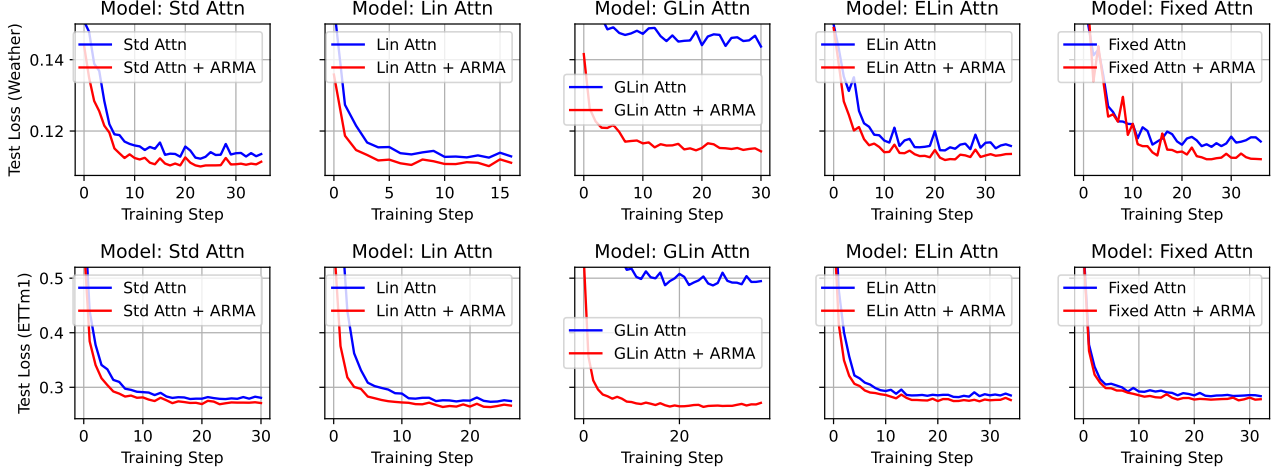 Model: Std Attn
Model: Lin Attn
Model: GLin Attn
Model: ELin Attn
Model: Fixed Attn
Test Loss (Weather)
0.14
0.12
Std Attn
Std Attn + ARMA
Lin Attn
Lin Attn + ARMA
GLin Attn
GLin Attn + ARMA
ELin Attn
ELin Attn + ARMA
Fixed Attn
Fixed Attn + ARMA
0 10 20 30
0 5 10 15
0 10 20 30
0 10 20 30
0 10 20 30
Training Step
Training Step
Training Step
Training Step
Training Step
Model: Std Attn
Model: Lin Attn
Model: GLin Attn
Model: ELin Attn
Model: Fixed Attn
Test Loss (ETTm1)
0.5
0.4
0.3
Std Attn
Std Attn + ARMA
Lin Attn
Lin Attn + ARMA
GLin Attn
GLin Attn + ARMA
ELin Attn
ELin Attn + ARMA
Fixed Attn
Fixed Attn + ARMA
0 10 20 30
0 10 20
0 20
0 10 20 30
0 10 20 30
Training Step
Training Step
Training Step
Training Step
Training Step